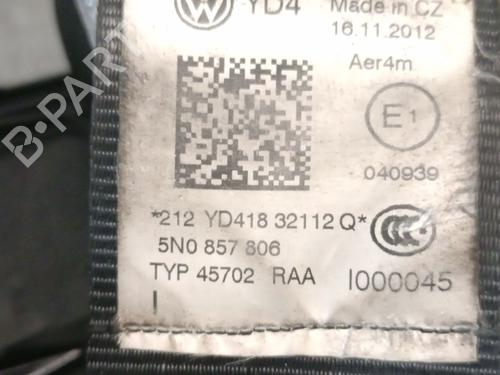 YD4 Made in CZ
16.11.2012
Aer4m
E1
040939
*212 YD418 32112 Q*
5N0 857 806
TYP 45702 RAA I000045
I
B-PARTS